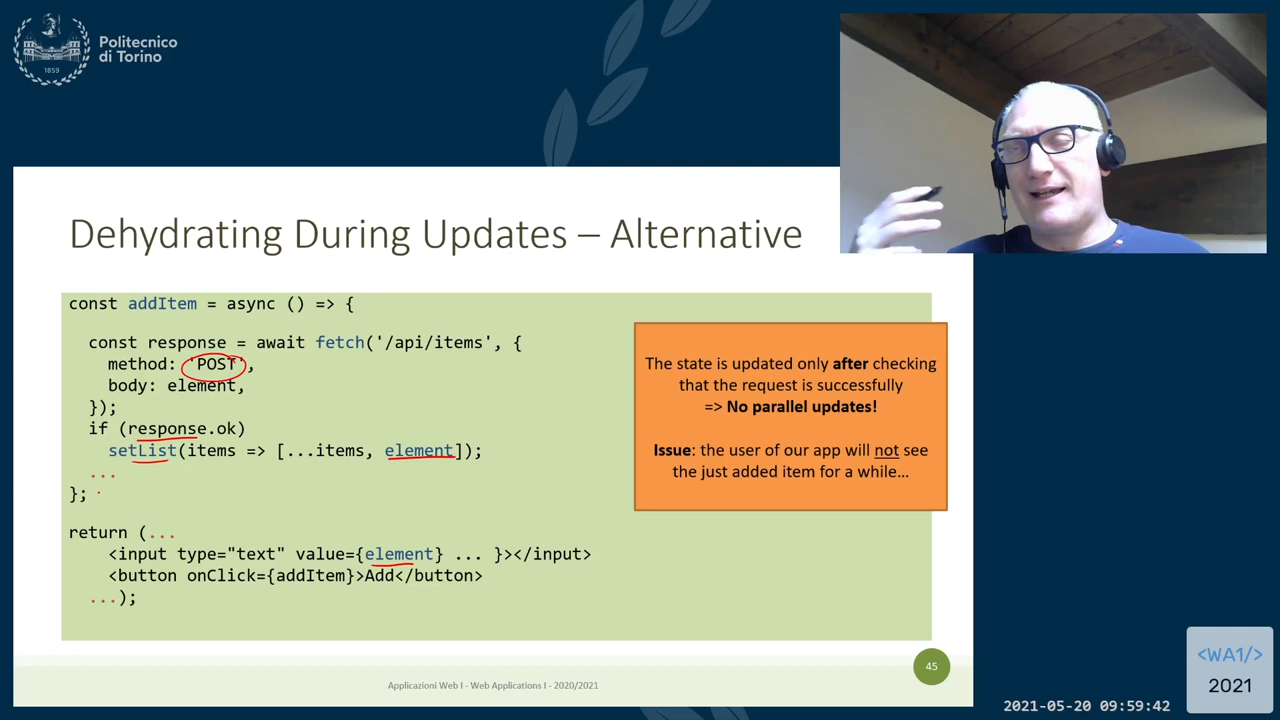 Politecnico
di Torino
1859
Dehydrating During Updates – Alternative
const addItem = async () => {
const response = await fetch('/api/items', {
method: 'POST',
body: element,
});
if (response.ok)
setList(items => [...items, element]);
...
};
return (...
<input type="text" value={element} ... }></input>
<button onClick={addItem}>Add</button>
...);
The state is updated only after checking
that the request is successfully
=> No parallel updates!
Issue: the user of our app will not see
the just added item for a while…
45
Applicazioni Web I - Web Applications I - 2020/2021
<WA1/>
2021
2021-05-20 09:59:42